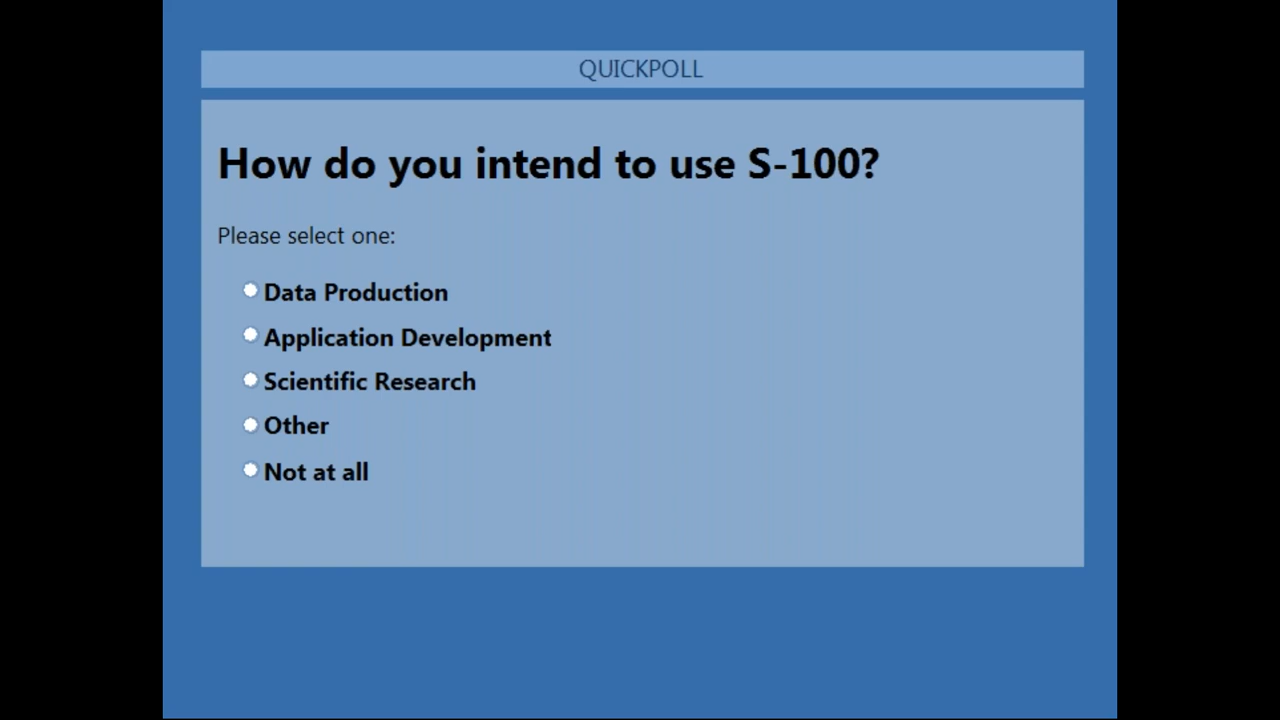 QUICKPOLL
How do you intend to use S-100?
Please select one:
Data Production
Application Development
Scientific Research
Other
Not at all